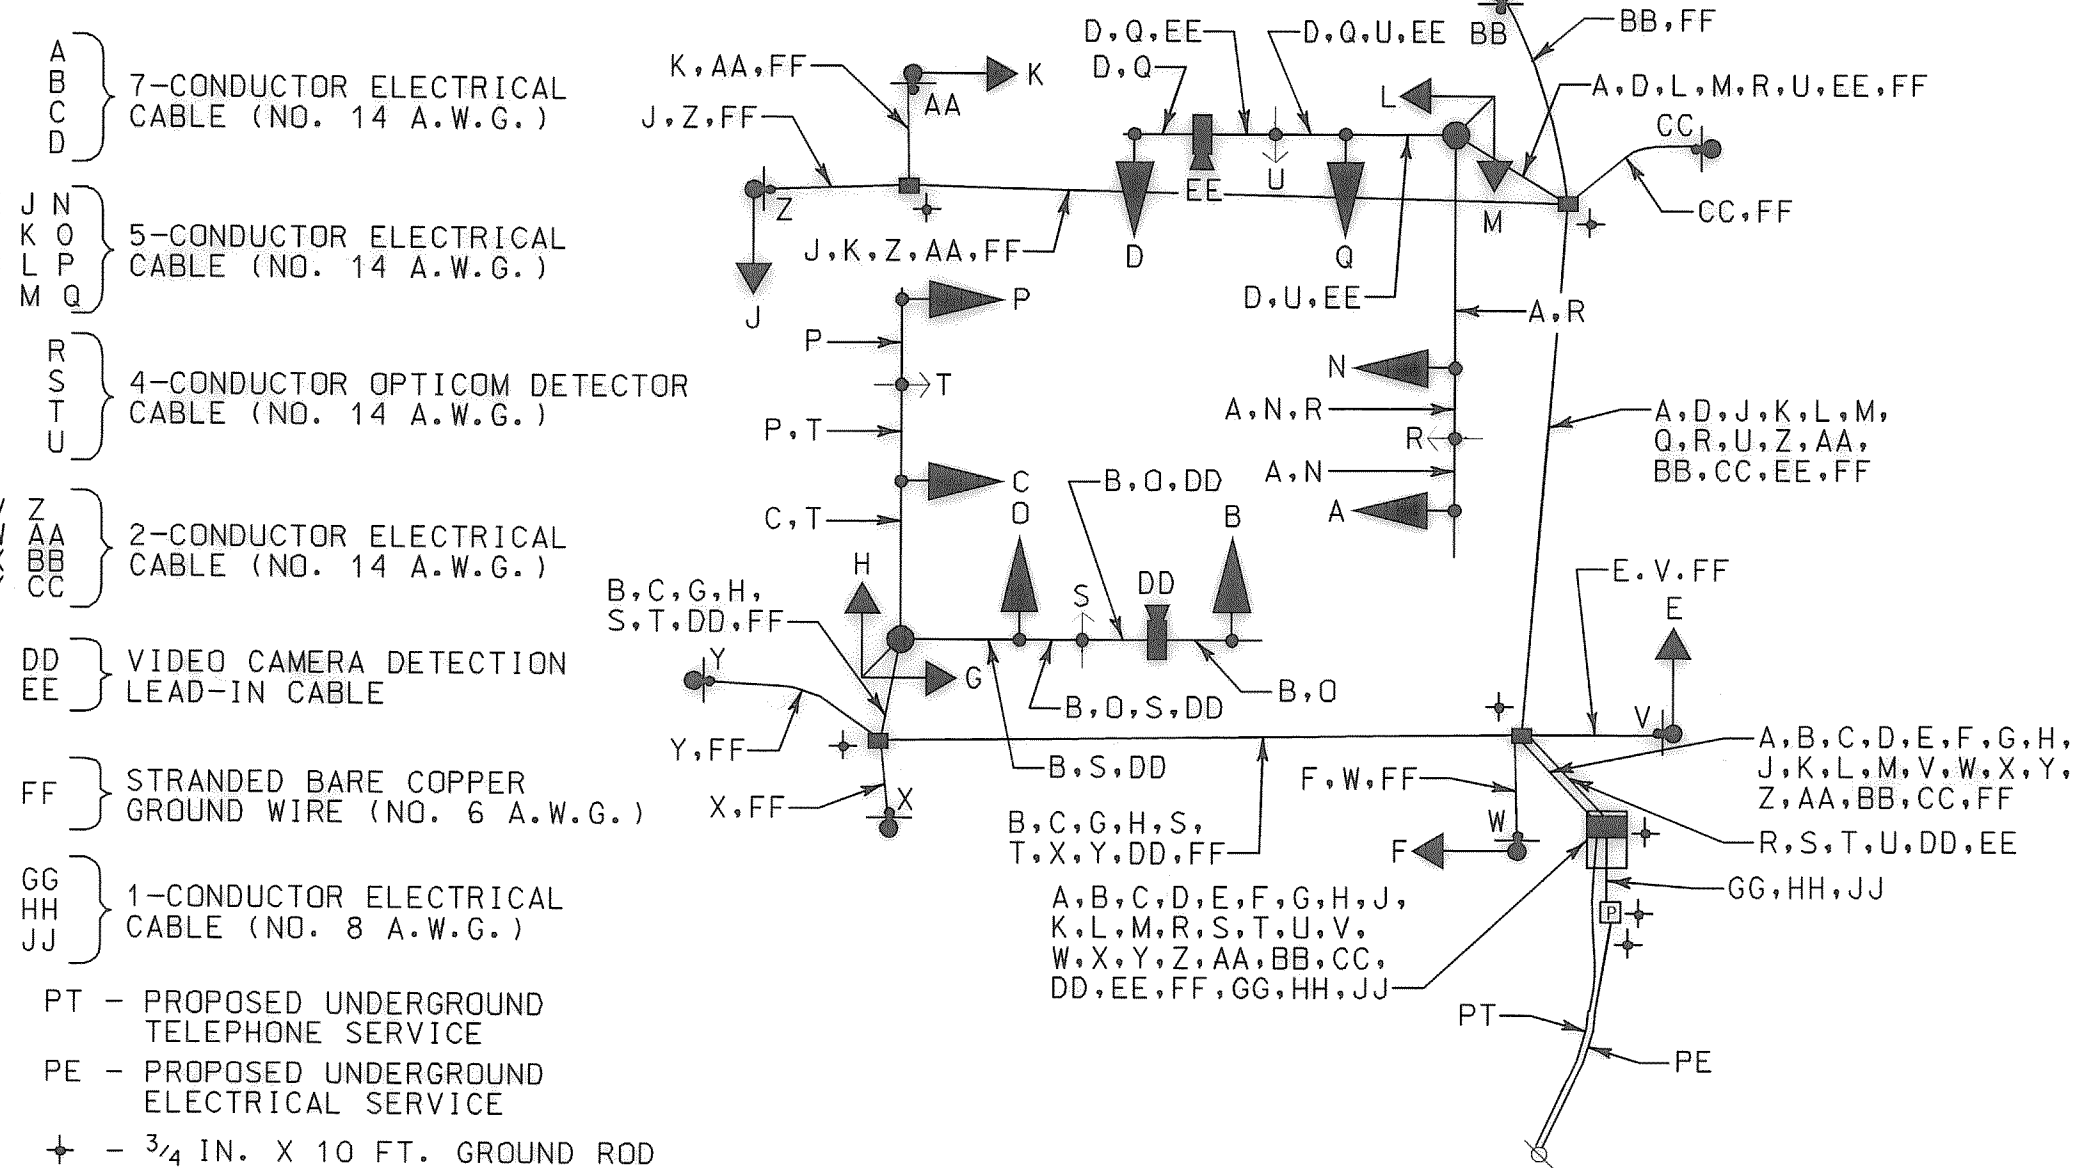 A
B
C
D
7-CONDUCTOR ELECTRICAL
CABLE (NO. 14 A.W.G.)
J N
K O
L P
M Q
5-CONDUCTOR ELECTRICAL
CABLE (NO. 14 A.W.G.)
R
S
T
U
4-CONDUCTOR OPTICOM DETECTOR
CABLE (NO. 14 A.W.G.)
Z
AA
BB
CC
2-CONDUCTOR ELECTRICAL
CABLE (NO. 14 A.W.G.)
DD
EE
VIDEO CAMERA DETECTION
LEAD-IN CABLE
FF
STRANDED BARE COPPER
GROUND WIRE (NO. 6 A.W.G.)
GG
HH
JJ
1-CONDUCTOR ELECTRICAL
CABLE (NO. 8 A.W.G.)
PT - PROPOSED UNDERGROUND
TELEPHONE SERVICE
PE - PROPOSED UNDERGROUND
ELECTRICAL SERVICE
- 3/4 IN. X 10 FT. GROUND ROD
K,AA,FF
K
AA
J,Z,FF
Z
J
J,K,Z,AA,FF
D,Q,EE
D,Q
D,Q,U,EE
BB
BB,FF
L
A,D,L,M,R,U,EE,FF
CC
CC,FF
EE
U
M
D
Q
D,U,EE
A,R
P
P
T
P,T
C
C,T
N
A,N,R
R
A,N
A
A,D,J,K,L,M,
Q,R,U,Z,AA,
BB,CC,EE,FF
B,O,DD
O
B
H
S
DD
B,C,G,H,
S,T,DD,FF
Y
G
B,O,S,DD
B,O
Y,FF
B,S,DD
X,FF
X
B,C,G,H,S,
T,X,Y,DD,FF
E.V.FF
E
V
F,W,FF
W
F
A,B,C,D,E,F,G,H,
J,K,L,M,V,W,X,Y,
Z,AA,BB,CC,FF
R,S,T,U,DD,EE
GG,HH,JJ
P
A,B,C,D,E,F,G,H,J,
K,L,M,R,S,T,U,V,
W,X,Y,Z,AA,BB,CC,
DD,EE,FF,GG,HH,JJ
PT
PE